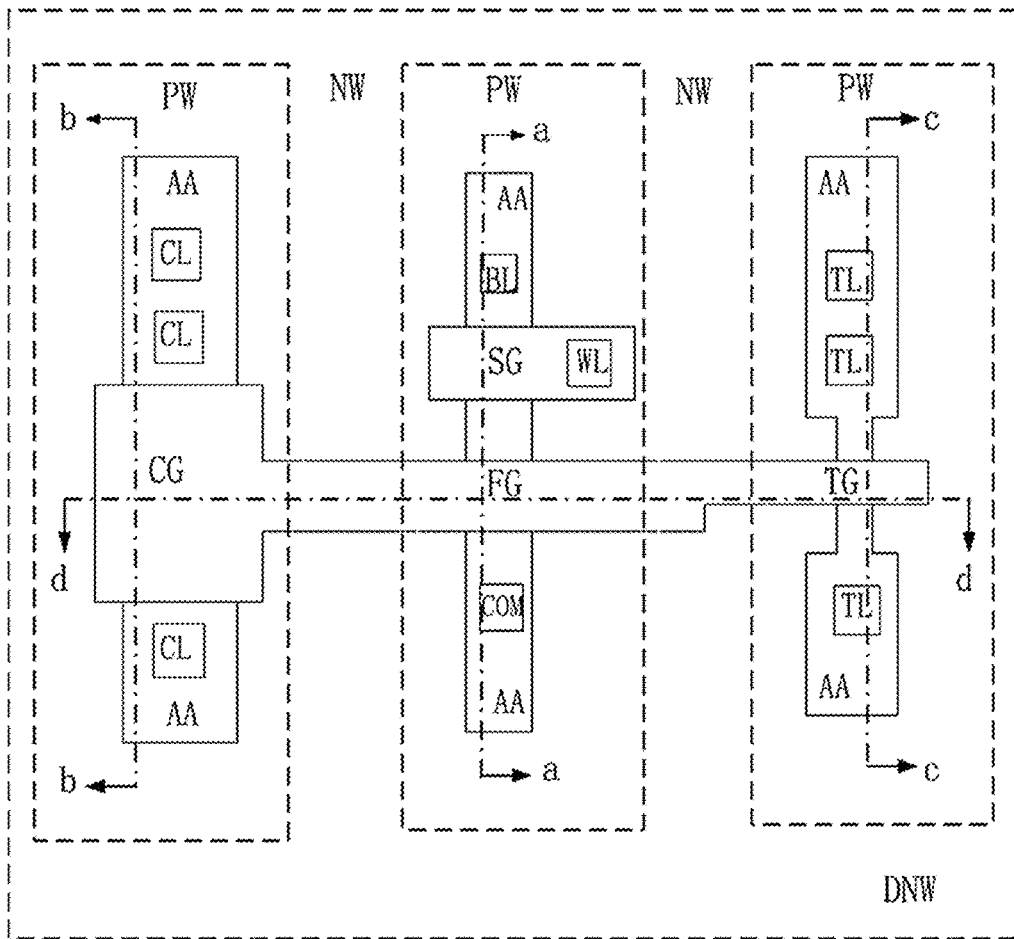 PW NW PW NW PW
b a c
AA AA AA
CL BL TL
CL SG WL TL
CG FG TG
d d
COM TL
CL
AA AA AA
b a c
DNW